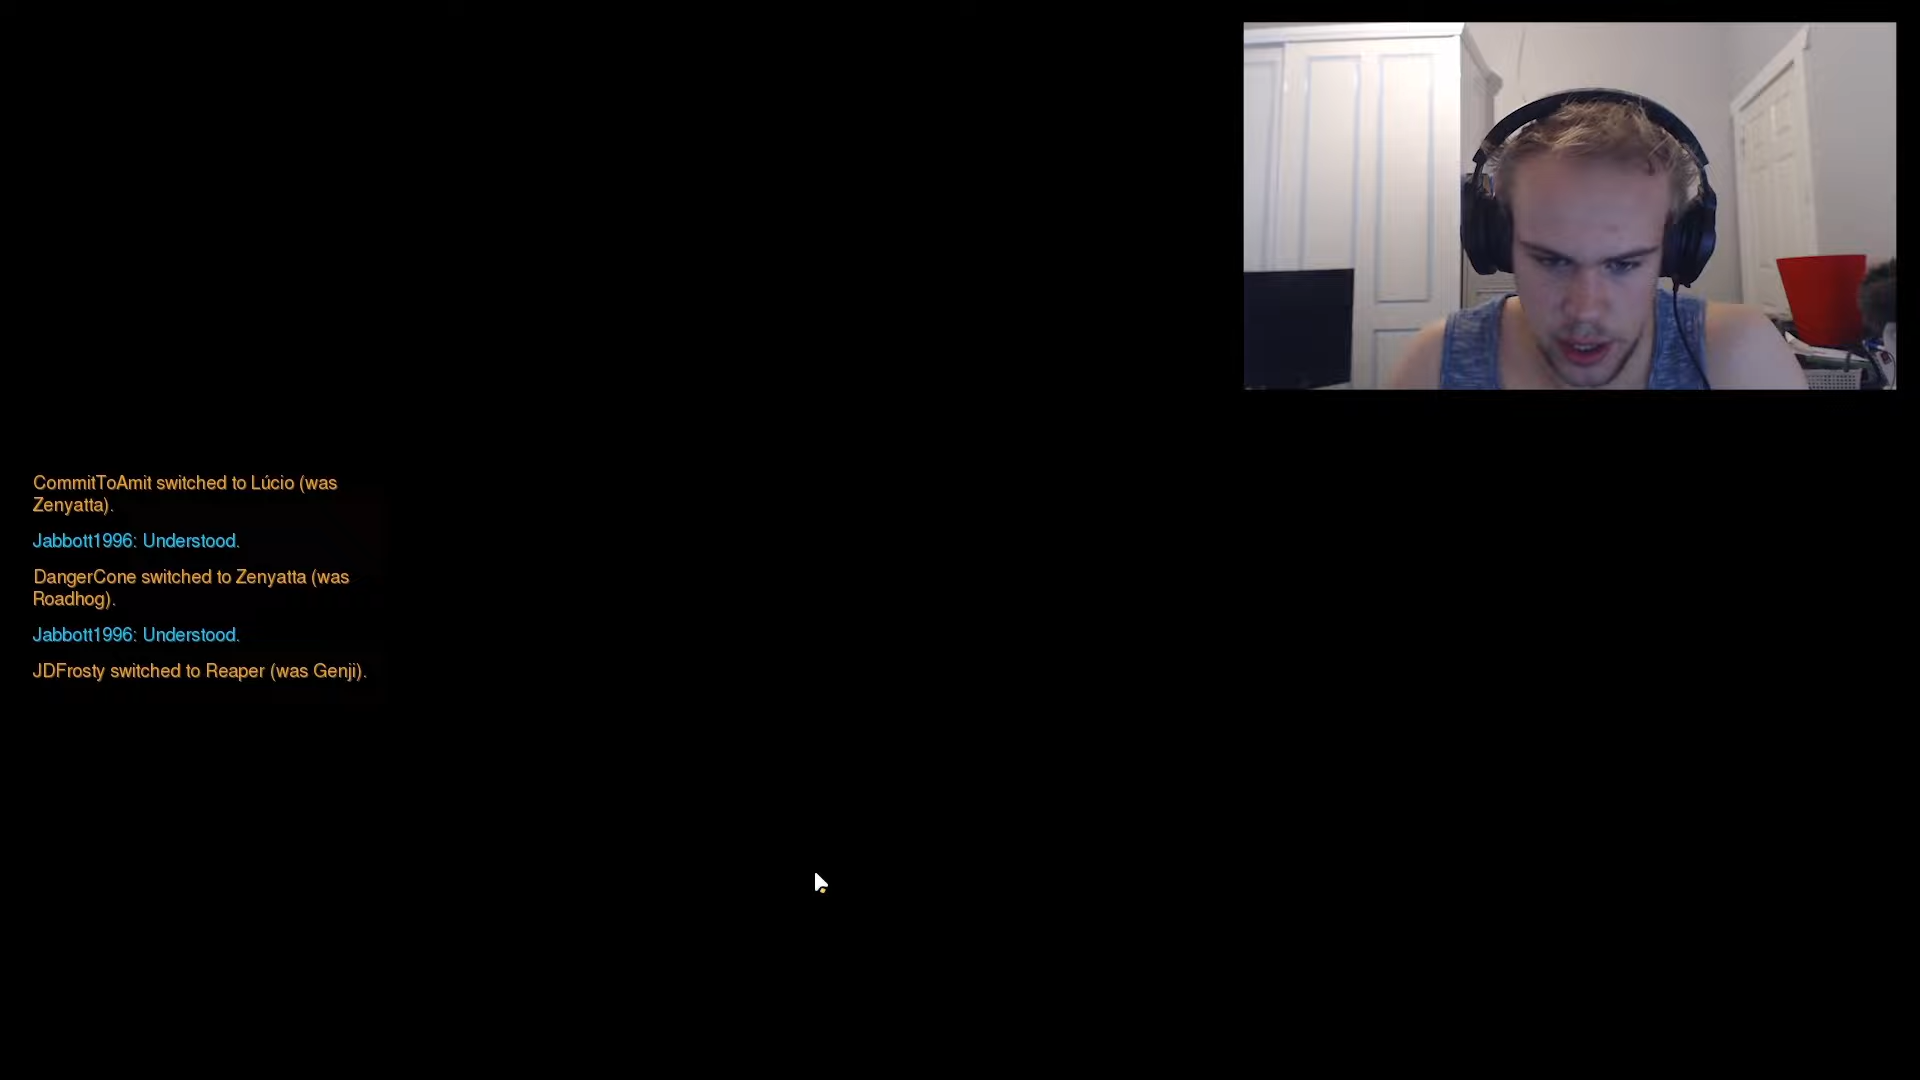 CommitToAmit switched to Lúcio (was
Zenyatta).
Jabbott1996: Understood.
DangerCone switched to Zenyatta (was
Roadhog).
Jabbott1996: Understood.
JDFrosty switched to Reaper (was Genji).